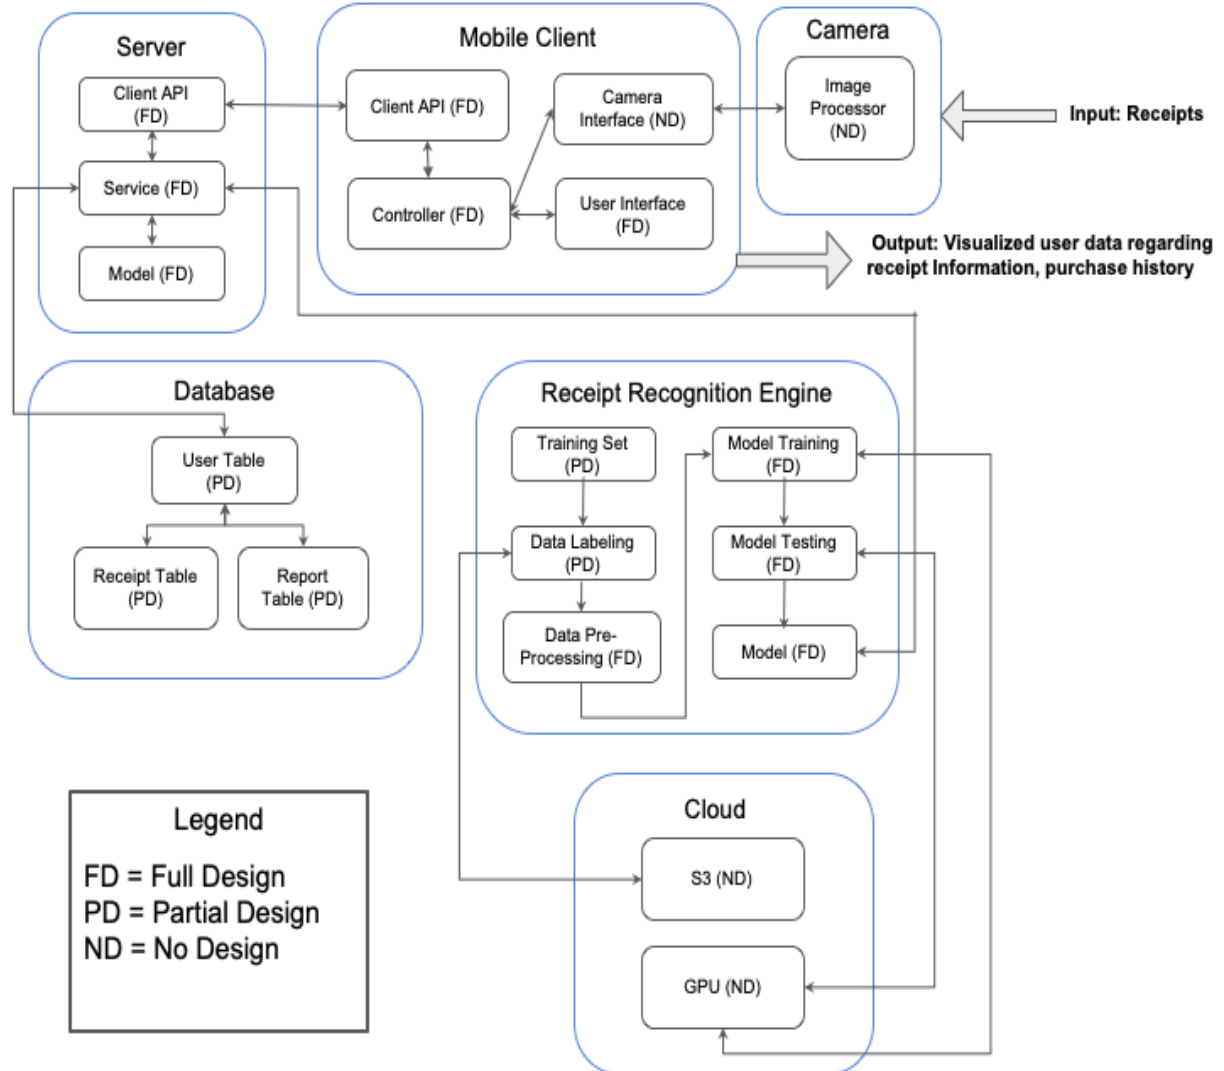 Server
Client API
(FD)
Service (FD)
Model (FD)
Mobile Client
Client API (FD)
Camera
Interface (ND)
Controller (FD)
User Interface
(FD)
Camera
Image
Processor
(ND)
Input: Receipts
Output: Visualized user data regarding
receipt Information, purchase history
Database
User Table
(PD)
Receipt Table
(PD)
Report
Table (PD)
Receipt Recognition Engine
Training Set
(PD)
Data Labeling
(PD)
Data Pre-
Processing (FD)
Model Training
(FD)
Model Testing
(FD)
Model (FD)
Cloud
S3 (ND)
GPU (ND)
Legend
FD = Full Design
PD = Partial Design
ND = No Design